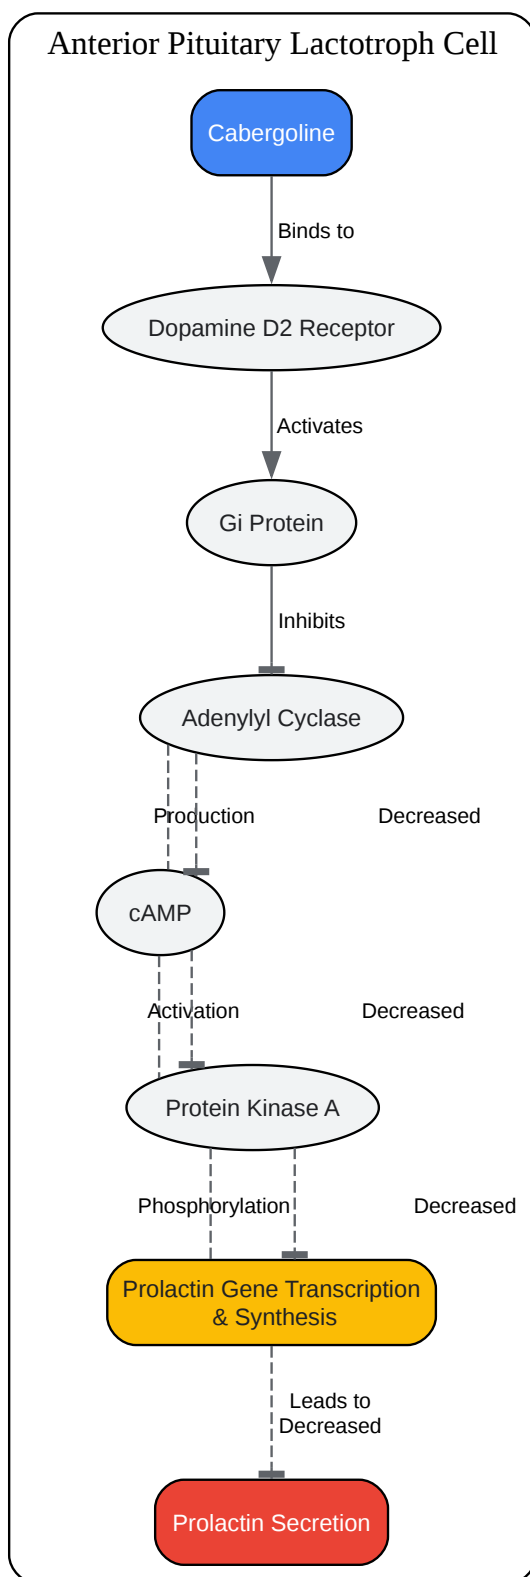 Anterior Pituitary Lactotroph Cell
Cabergoline
Binds to
Dopamine D2 Receptor
Activates
Gi Protein
Inhibits
Adenylyl Cyclase
Production
Decreased
cAMP
Activation
Decreased
Protein Kinase A
Phosphorylation
Decreased
Prolactin Gene Transcription
& Synthesis
Leads to
Decreased
Prolactin Secretion